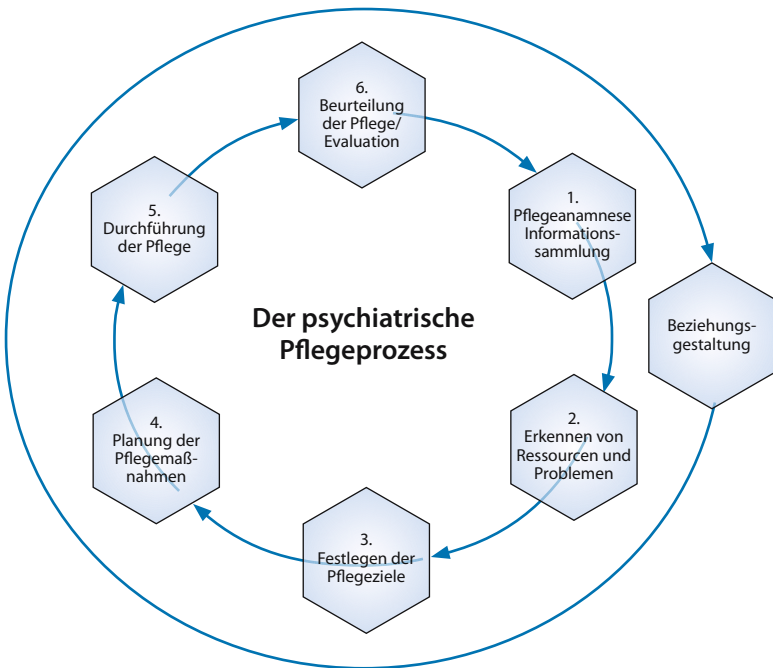 Der psychiatrische
Pflegeprozess
1.
Pflegeanamnese
Informations-
sammlung
2.
Erkennen von
Ressourcen und
Problemen
3.
Festlegen der
Pflegeziele
4.
Planung der
Pflegemaß-
nahmen
5.
Durchführung
der Pflege
6.
Beurteilung
der Pflege/
Evaluation
Beziehungs-
gestaltung